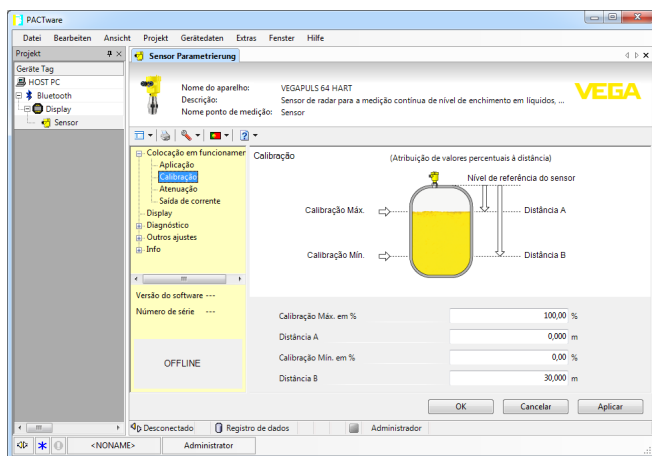 PACTware
Datei Bearbeiten Ansicht Projekt Gerätedaten Extras Fenster Hilfe
Projekt
Sensor Parametrierung
Geräte Tag
HOST PC
Bluetooth
Display
Sensor
Nome do aparelho: VEGAPULS 64 HART
Descrição: Sensor de radar para a medição contínua de nível de enchimento em líquidos, ...
Nome ponto de medição: Sensor
VEGA
Colocação em funcionamer
Aplicação
Calibração
Atenuação
Saída de corrente
Display
Diagnóstico
Outros ajustes
Info
Versão do software ---
Número de série ---
OFFLINE
Calibração
(Atribuição de valores percentuais à distância)
Nível de referência do sensor
Calibração Máx.
Distância A
Calibração Mín.
Distância B
Calibração Máx. em % 100,00 %
Distância A 0,000 m
Calibração Mín. em % 0,00 %
Distância B 30,000 m
OK Cancelar Aplicar
Desconectado Registro de dados Administrador
<NONAME> Administrator